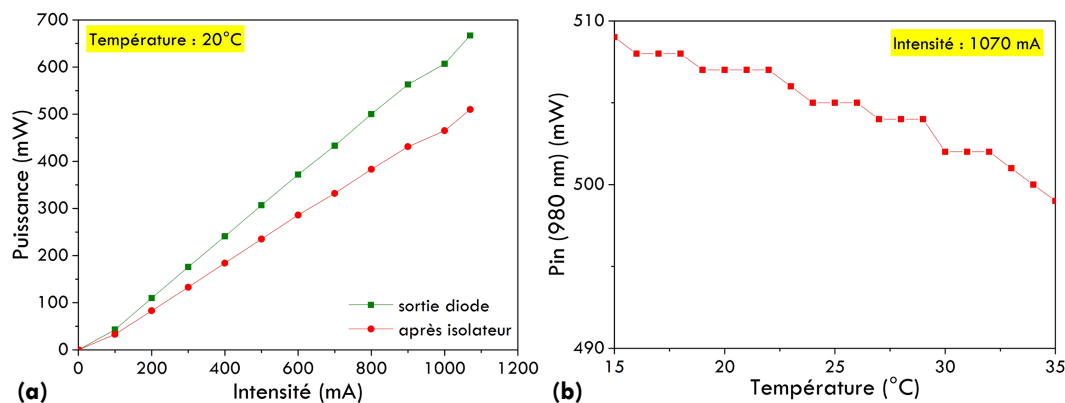 700
600
500
400
300
200
100
0
Puissance (mW)
Température : 20°C
sortie diode
après isolateur
0 200 400 600 800 1000 1200
Intensité (mA)
(a)
510
500
490
Pin (980 nm) (mW)
Intensité : 1070 mA
15 20 25 30 35
Température (°C)
(b)